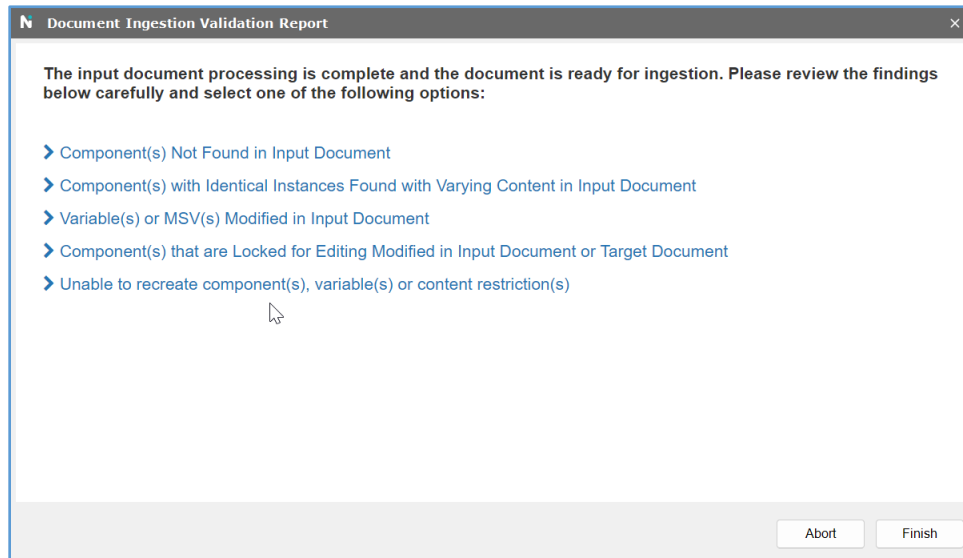 Document Ingestion Validation Report
The input document processing is complete and the document is ready for ingestion. Please review the findings
below carefully and select one of the following options:
Component(s) Not Found in Input Document
Component(s) with Identical Instances Found with Varying Content in Input Document
Variable(s) or MSV(s) Modified in Input Document
Component(s) that are Locked for Editing Modified in Input Document or Target Document
Unable to recreate component(s), variable(s) or content restriction(s)
Abort Finish